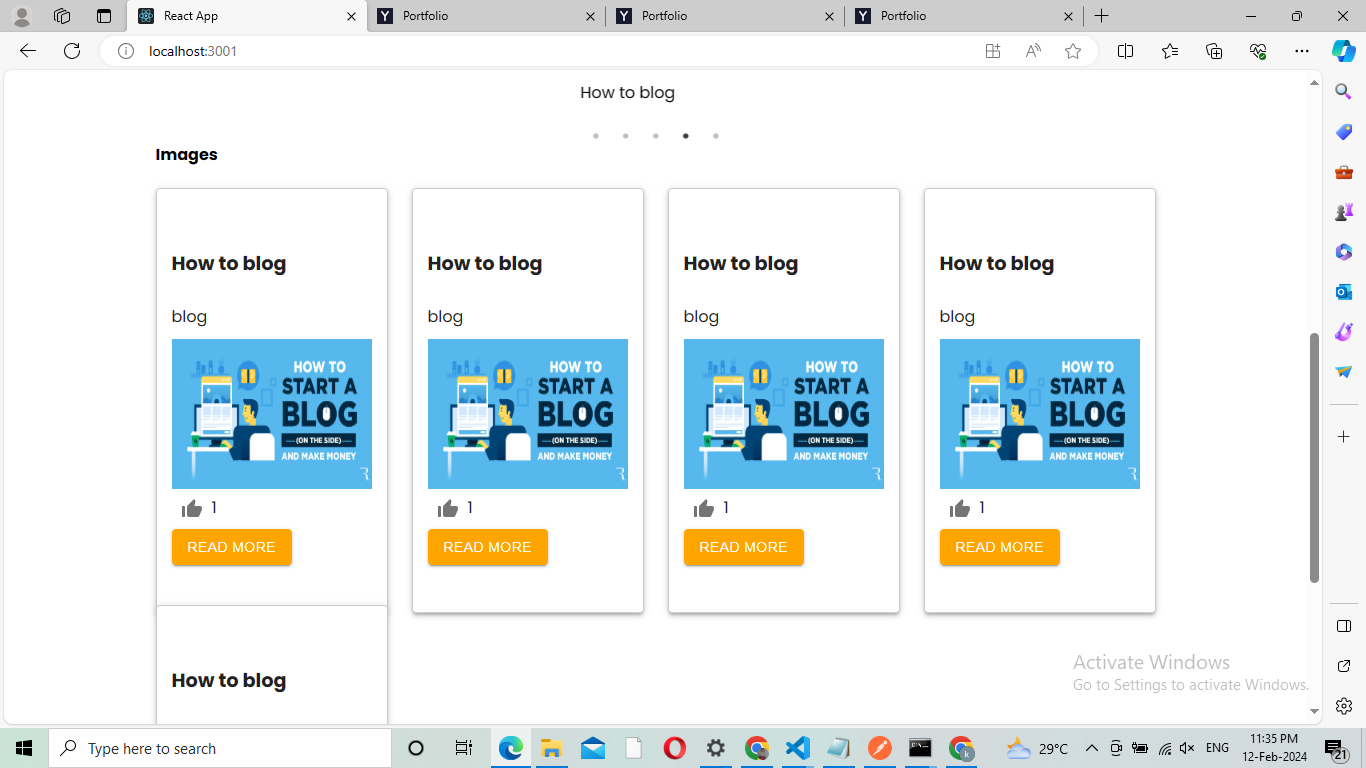 React App
Portfolio
Portfolio
Portfolio
localhost:3001
How to blog
Images
How to blog How to blog How to blog How to blog
blog blog blog blog
HOW TO HOW TO HOW TO HOW TO
START A START A START A START A
BLOG BLOG BLOG BLOG
(ON THE SIDE) (ON THE SIDE) (ON THE SIDE) (ON THE SIDE)
AND MAKE MONEY AND MAKE MONEY AND MAKE MONEY AND MAKE MONEY
1 1 1 1
READ MORE READ MORE READ MORE READ MORE
How to blog
Activate Windows
Go to Settings to activate Windows.
Type here to search
29°C
ENG
11:35 PM
12-Feb-2024
21